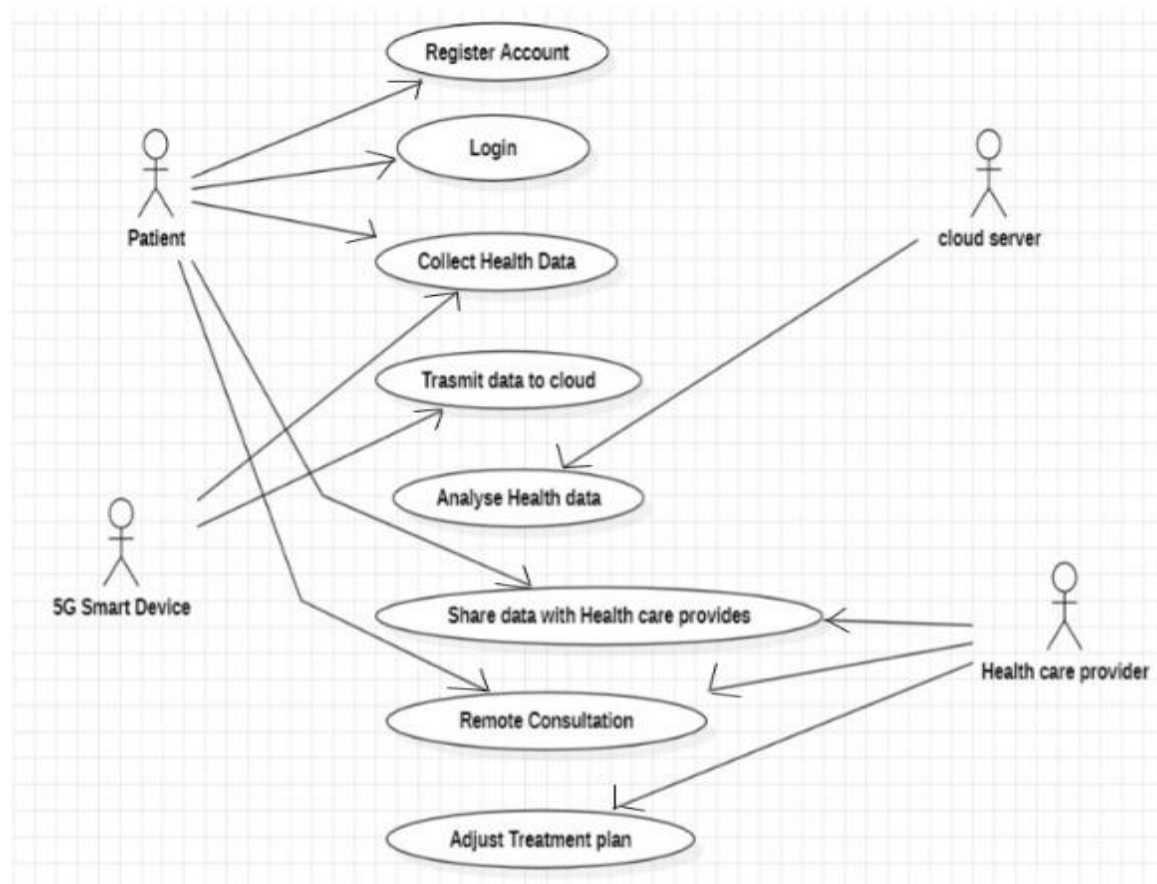 Register Account
Login
Patient
cloud server
Collect Health Data
Trasmit data to cloud
Analyse Health data
5G Smart Device
Share data with Health care provides
Health care provider
Remote Consultation
Adjust Treatment plan